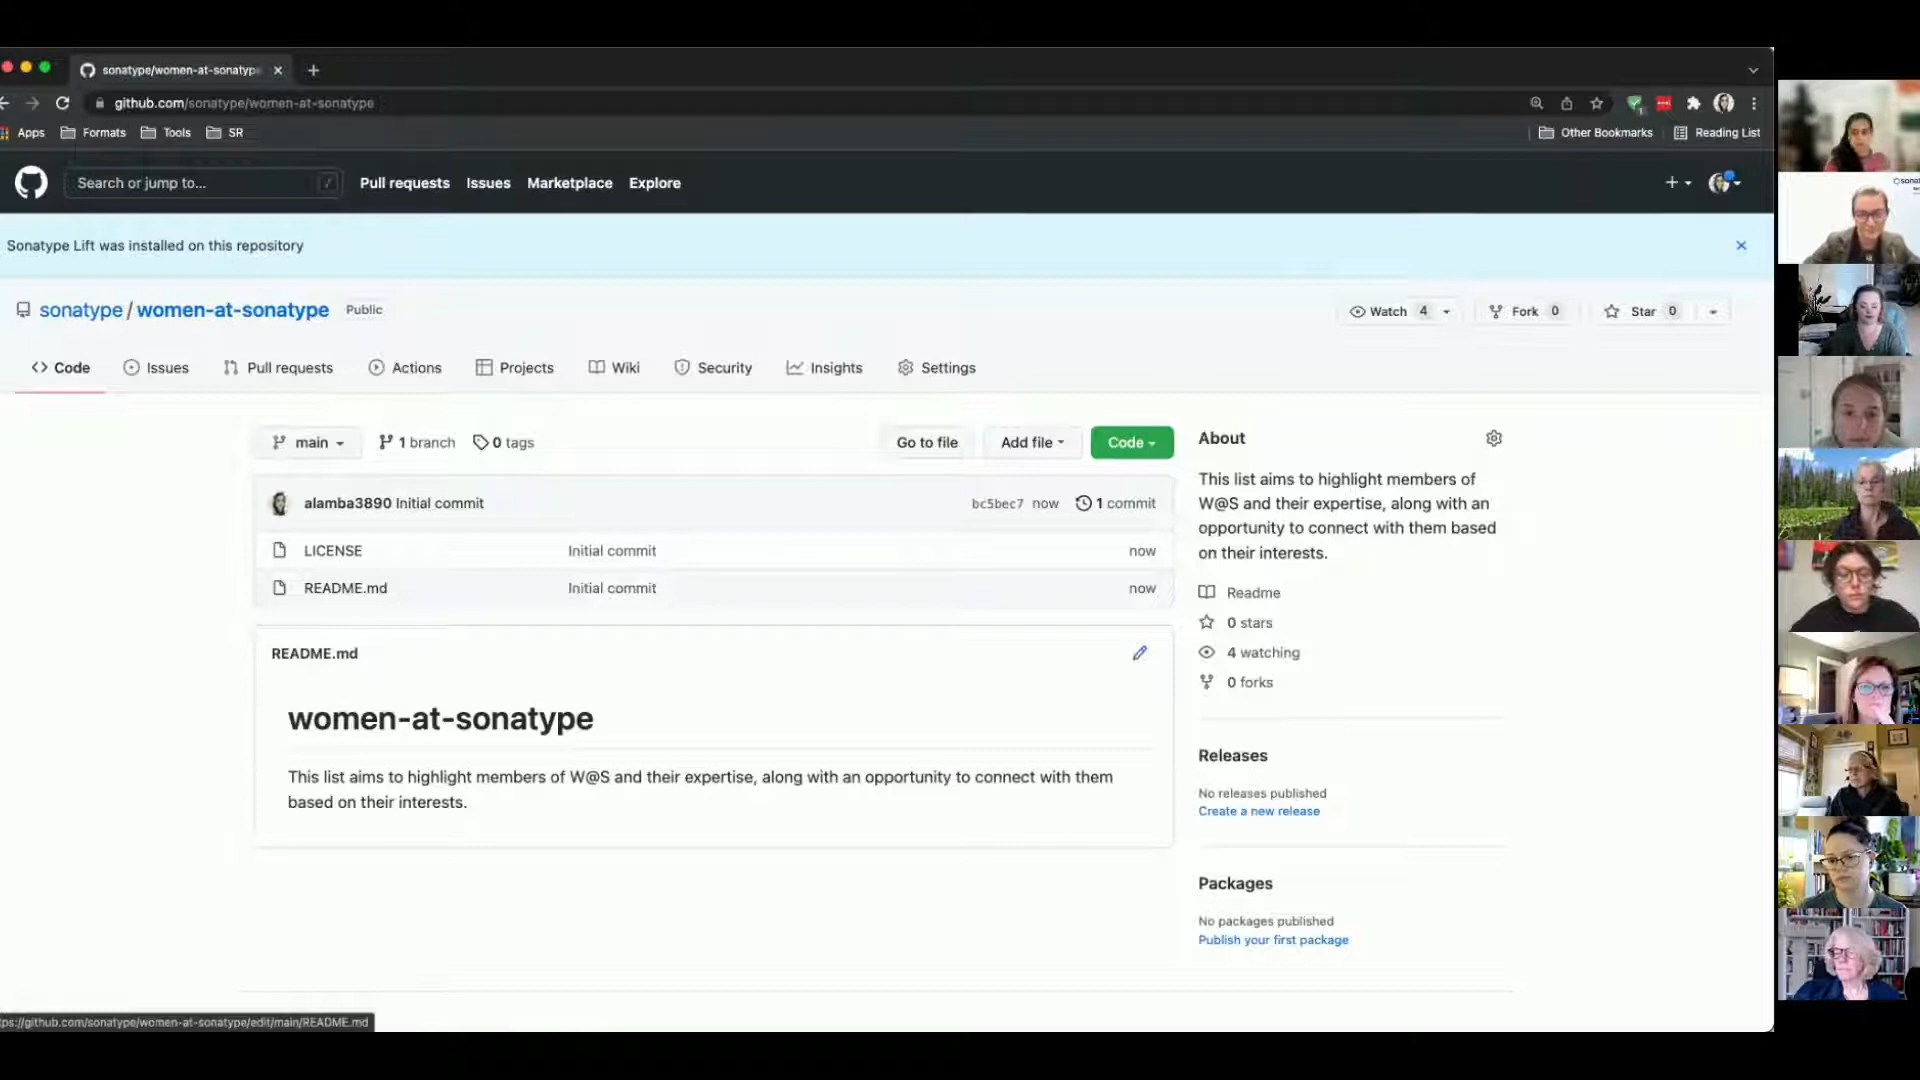 sonatype/women-at-sonatyp
github.com/sonatype/women-at-sonatype
Apps Formats Tools SR
Other Bookmarks Reading List
Search or jump to... /
Pull requests Issues Marketplace Explore
Sonatype Lift was installed on this repository
sonatype / women-at-sonatype Public
Watch 4 Fork 0 Star 0
Code Issues Pull requests Actions Projects Wiki Security Insights Settings
main 1 branch 0 tags
Go to file Add file Code
alamba3890 Initial commit bc5bec7 now 1 commit
LICENSE Initial commit now
README.md Initial commit now
README.md
women-at-sonatype
This list aims to highlight members of W@S and their expertise, along with an opportunity to connect with them
based on their interests.
About
This list aims to highlight members of
W@S and their expertise, along with an
opportunity to connect with them based
on their interests.
Readme
0 stars
4 watching
0 forks
Releases
No releases published
Create a new release
Packages
No packages published
Publish your first package
ps://github.com/sonatype/women-at-sonatype/edit/main/README.md